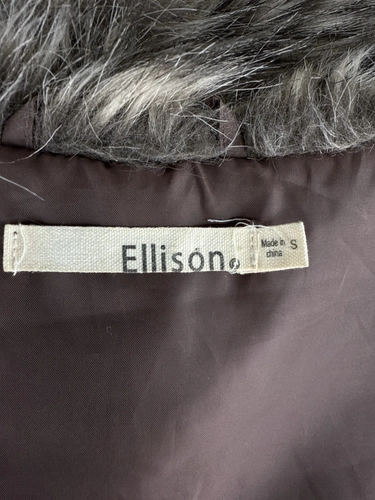 Ellison.
Made in S
china